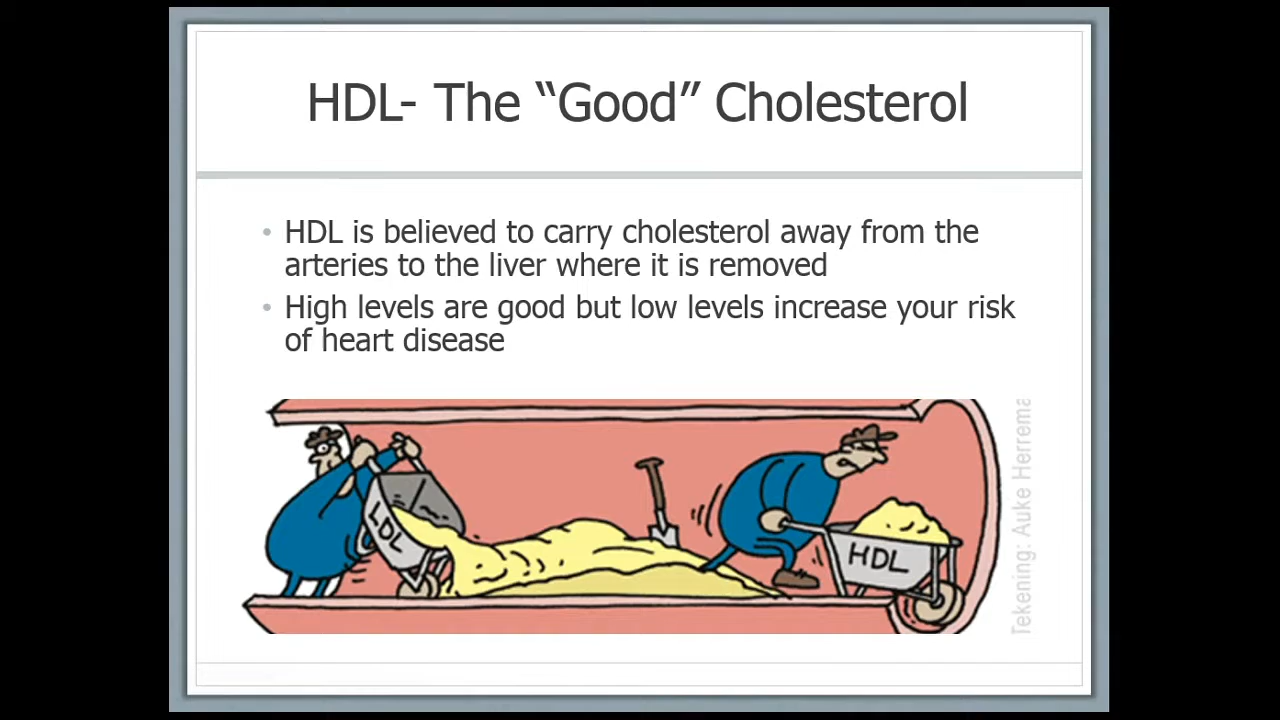 HDL- The “Good” Cholesterol
• HDL is believed to carry cholesterol away from the
arteries to the liver where it is removed
• High levels are good but low levels increase your risk
of heart disease
LDL
HDL
Tekening: Auke Herrema